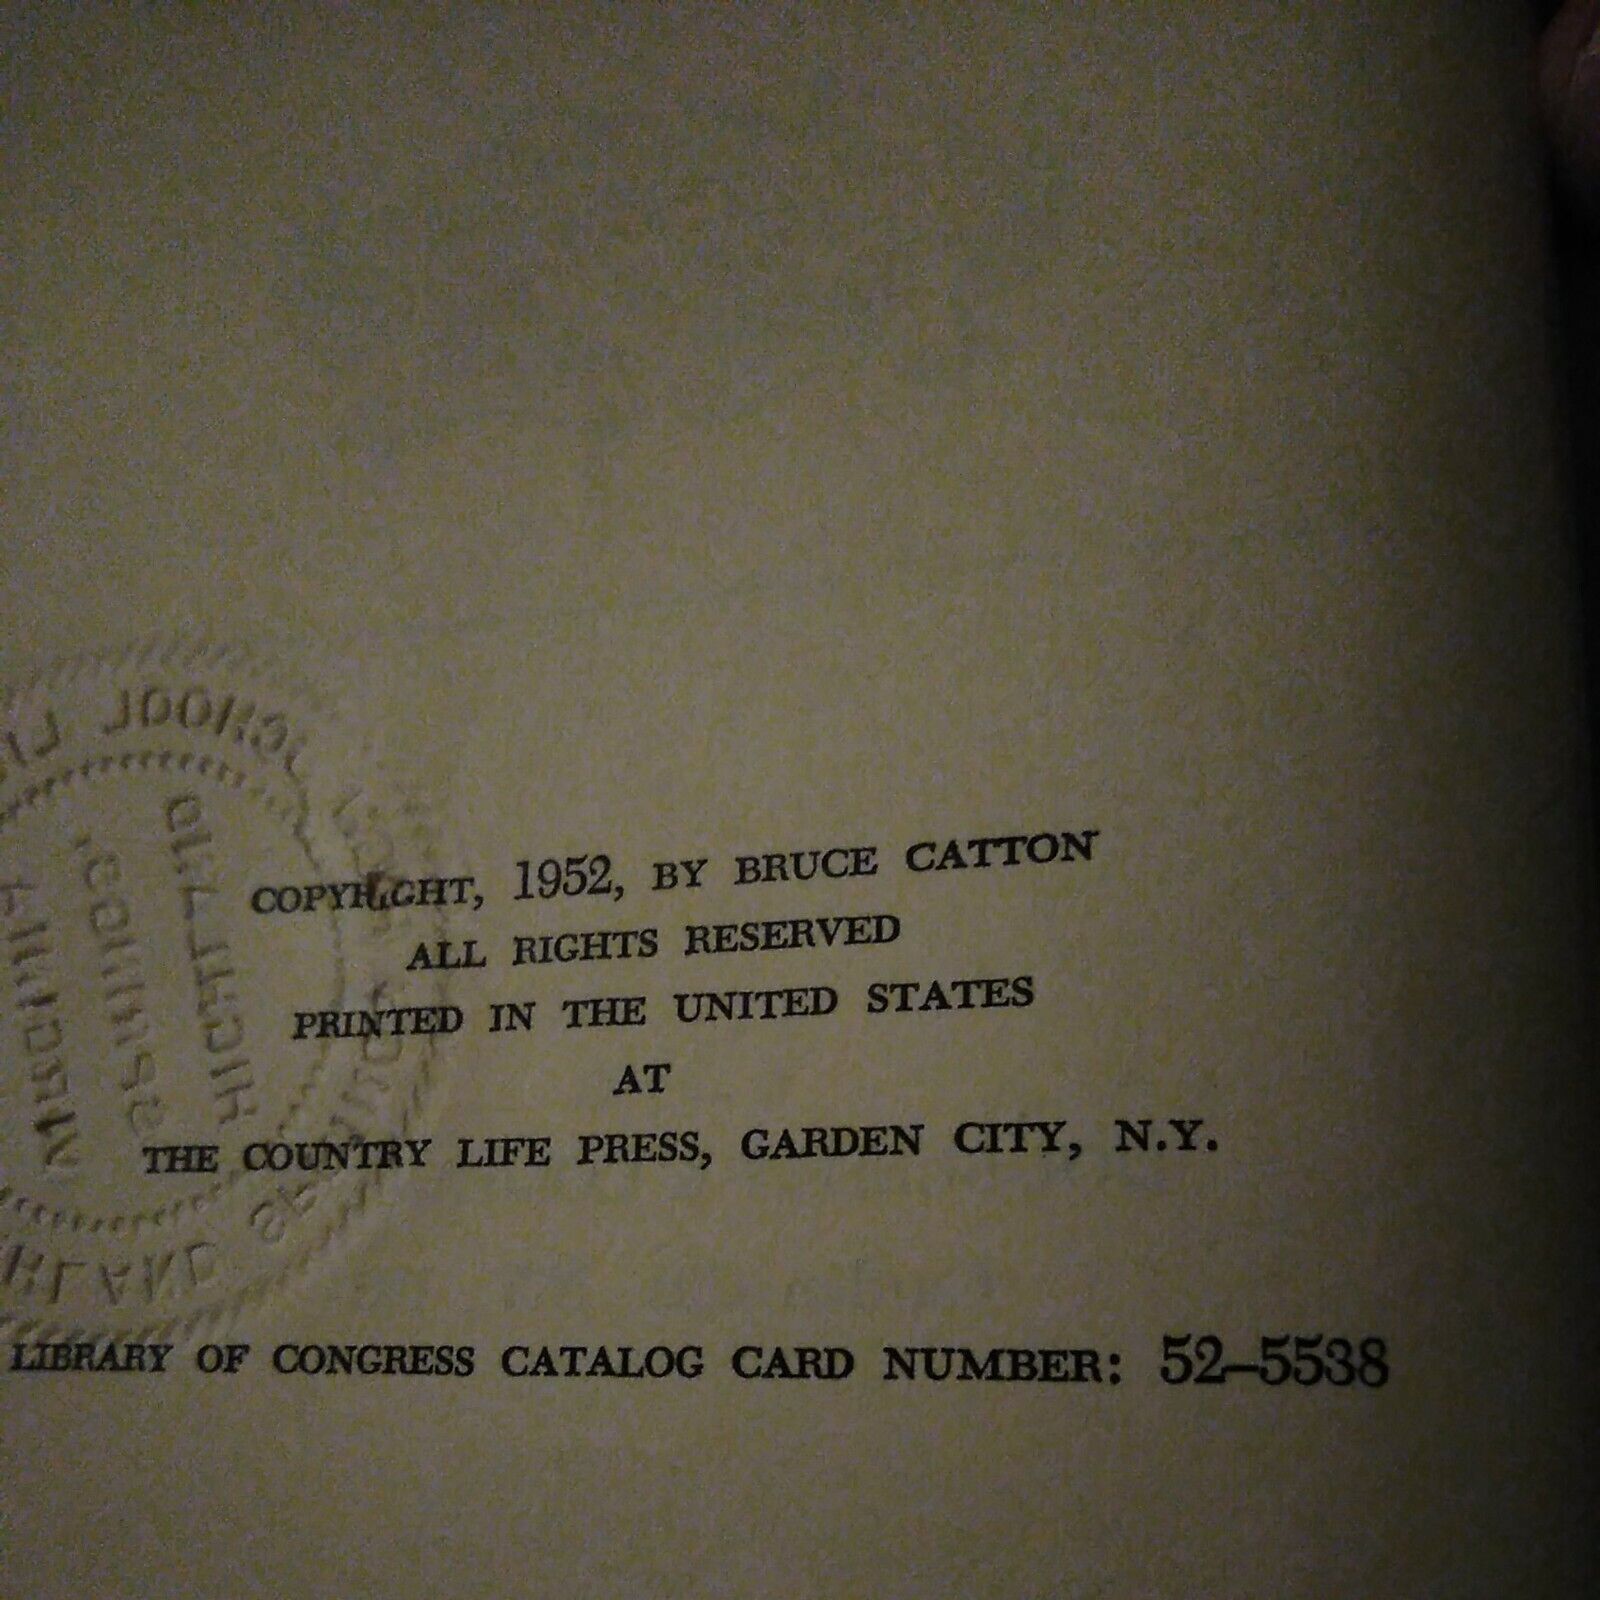 COPYRIGHT, 1952, BY BRUCE CATTON
ALL RIGHTS RESERVED
PRINTED IN THE UNITED STATES
AT
THE COUNTRY LIFE PRESS, GARDEN CITY, N.Y.
LIBRARY OF CONGRESS CATALOG CARD NUMBER: 52–5538